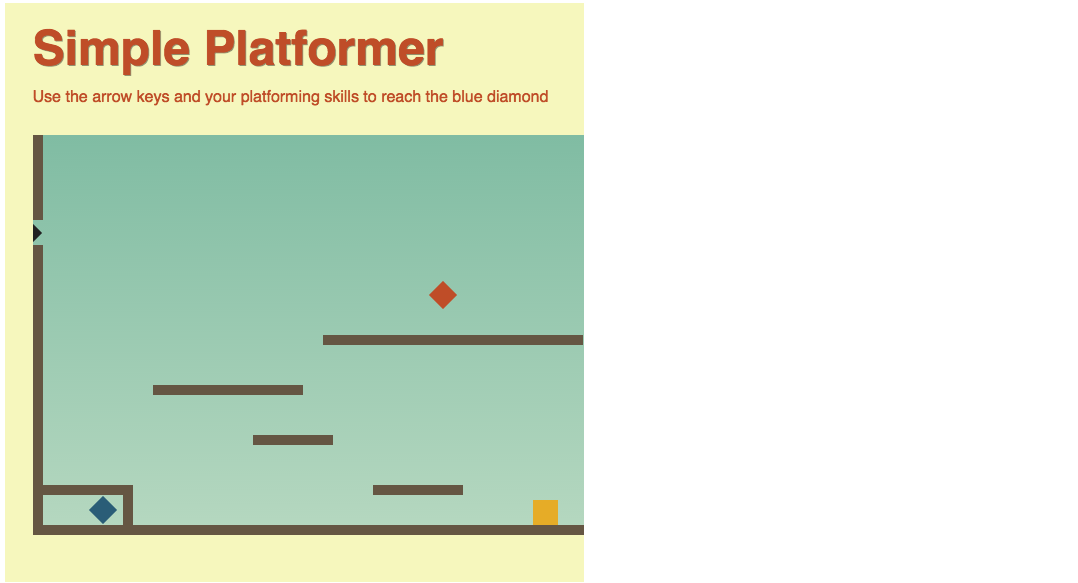 Simple Platformer
Use the arrow keys and your platforming skills to reach the blue diamond